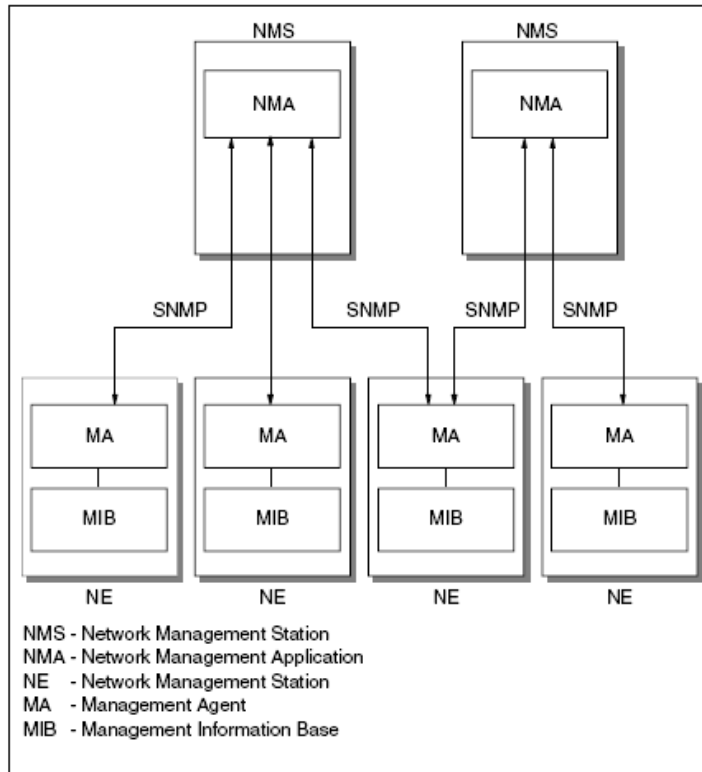 NMS NMS
NMA NMA
SNMP SNMP SNMP SNMP
MA MA MA MA
MIB MIB MIB MIB
NE NE NE NE
NMS - Network Management Station
NMA - Network Management Application
NE - Network Management Station
MA - Management Agent
MIB - Management Information Base